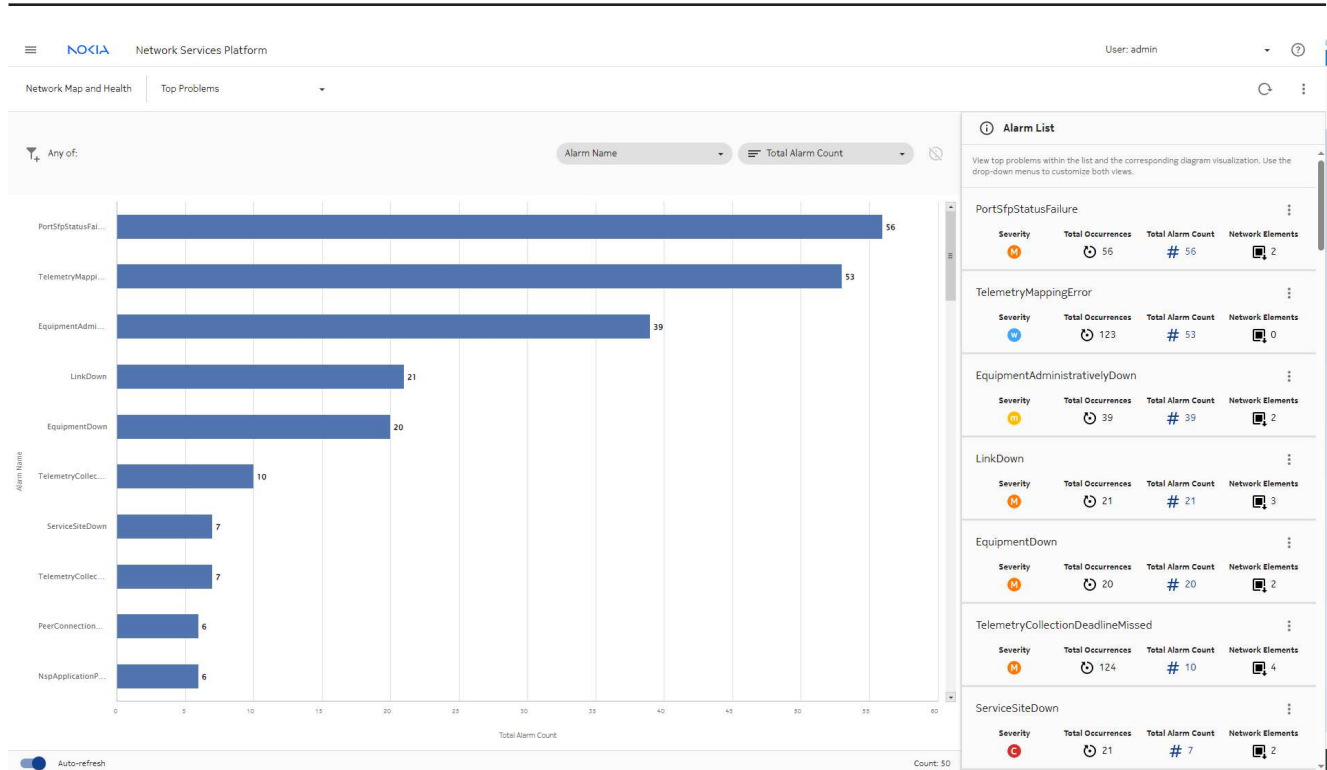 NOKIA Network Services Platform User: admin
Network Map and Health Top Problems
Any of: Alarm Name Total Alarm Count
PortSfpStatusFai... 56
TelemetryMappi... 53
EquipmentAdmi... 39
LinkDown 21
EquipmentDown 20
TelemetryCollec... 10
ServiceSiteDown 7
TelemetryCollec... 7
PeerConnection... 6
NspApplicationP... 6
Alarm Name
0 5 10 15 20 25 30 35 40 45 50 55 60
Total Alarm Count
Auto-refresh Count: 50
Alarm List
View top problems within the list and the corresponding diagram visualization. Use the
drop-down menus to customize both views.
PortSfpStatusFailure
Severity Total Occurrences Total Alarm Count Network Elements
M 56 # 56 2
TelemetryMappingError
Severity Total Occurrences Total Alarm Count Network Elements
W 123 # 53 0
EquipmentAdministrativelyDown
Severity Total Occurrences Total Alarm Count Network Elements
m 39 # 39 2
LinkDown
Severity Total Occurrences Total Alarm Count Network Elements
M 21 # 21 3
EquipmentDown
Severity Total Occurrences Total Alarm Count Network Elements
M 20 # 20 2
TelemetryCollectionDeadlineMissed
Severity Total Occurrences Total Alarm Count Network Elements
M 124 # 10 4
ServiceSiteDown
Severity Total Occurrences Total Alarm Count Network Elements
C 21 # 7 2